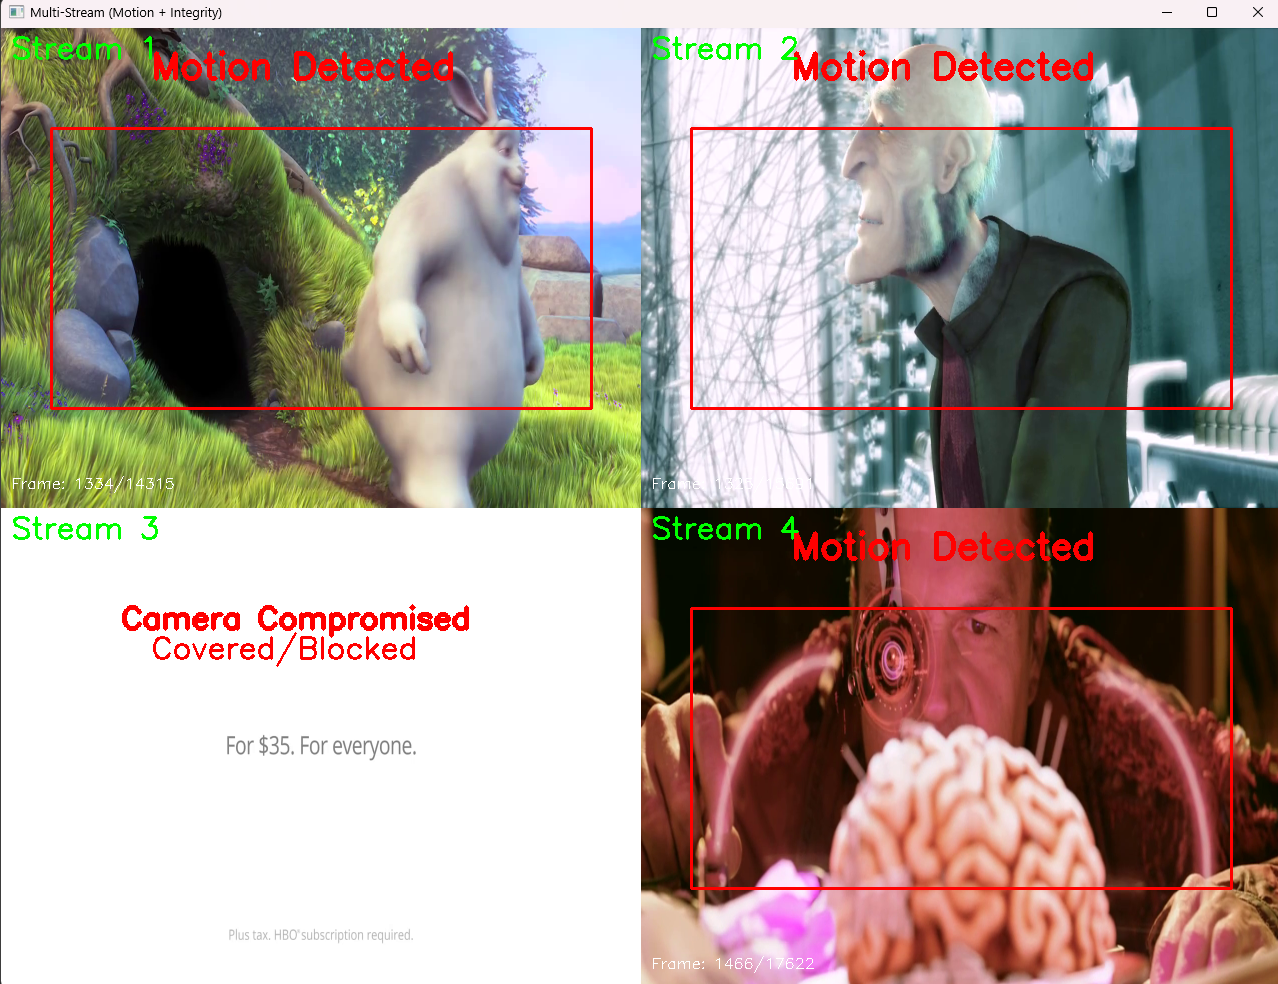 Multi-Stream (Motion + Integrity)
Stream 1
Motion Detected
Frame: 1334/14315
Stream 2
Motion Detected
Frame:
Stream 3
Camera Compromised
Covered/Blocked
For $35. For everyone.
Plus tax. HBO® subscription required.
Stream 4
Motion Detected
Frame: 1466/17622